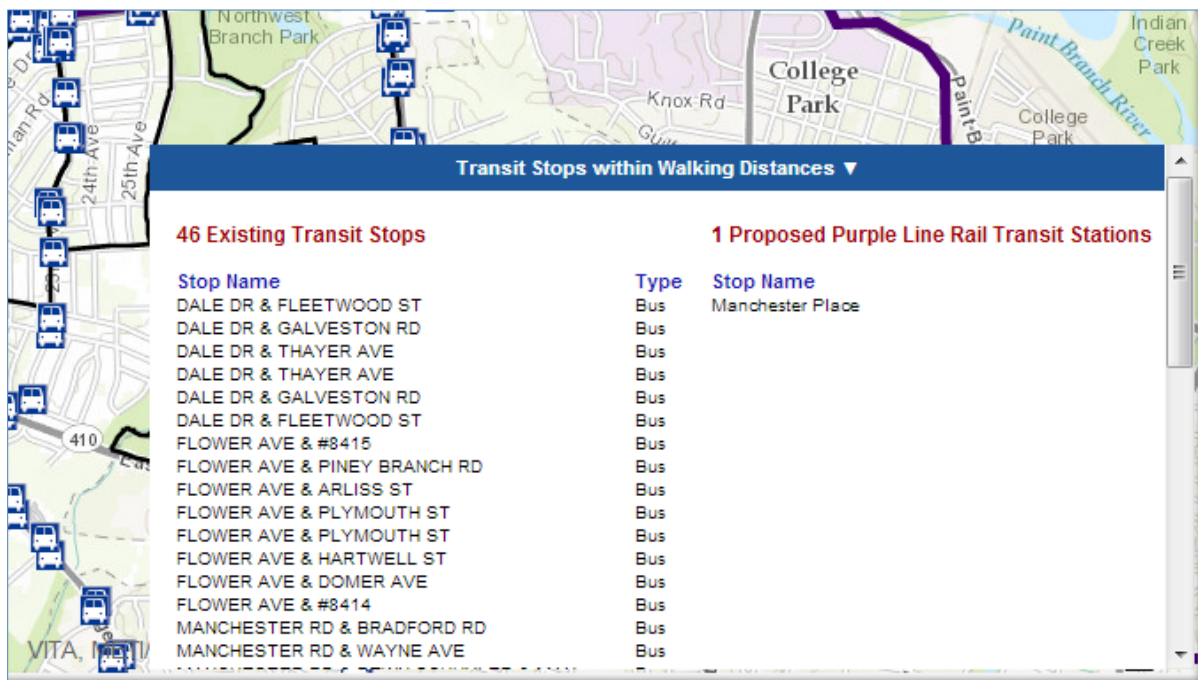 Northwest
Branch Park
Indian
Creek
Park
Paint Branch River
College
Park
Knox Rd
Paint-B
College
Park
24th Ave
25th Ave
Transit Stops within Walking Distances ▼
46 Existing Transit Stops
1 Proposed Purple Line Rail Transit Stations
Stop Name Type Stop Name
DALE DR & FLEETWOOD ST Bus Manchester Place
DALE DR & GALVESTON RD Bus
DALE DR & THAYER AVE Bus
DALE DR & THAYER AVE Bus
DALE DR & GALVESTON RD Bus
DALE DR & FLEETWOOD ST Bus
FLOWER AVE & #8415 Bus
FLOWER AVE & PINEY BRANCH RD Bus
FLOWER AVE & ARLISS ST Bus
FLOWER AVE & PLYMOUTH ST Bus
FLOWER AVE & PLYMOUTH ST Bus
FLOWER AVE & HARTWELL ST Bus
FLOWER AVE & DOMER AVE Bus
FLOWER AVE & #8414 Bus
MANCHESTER RD & BRADFORD RD Bus
MANCHESTER RD & WAYNE AVE Bus
410
VITA,